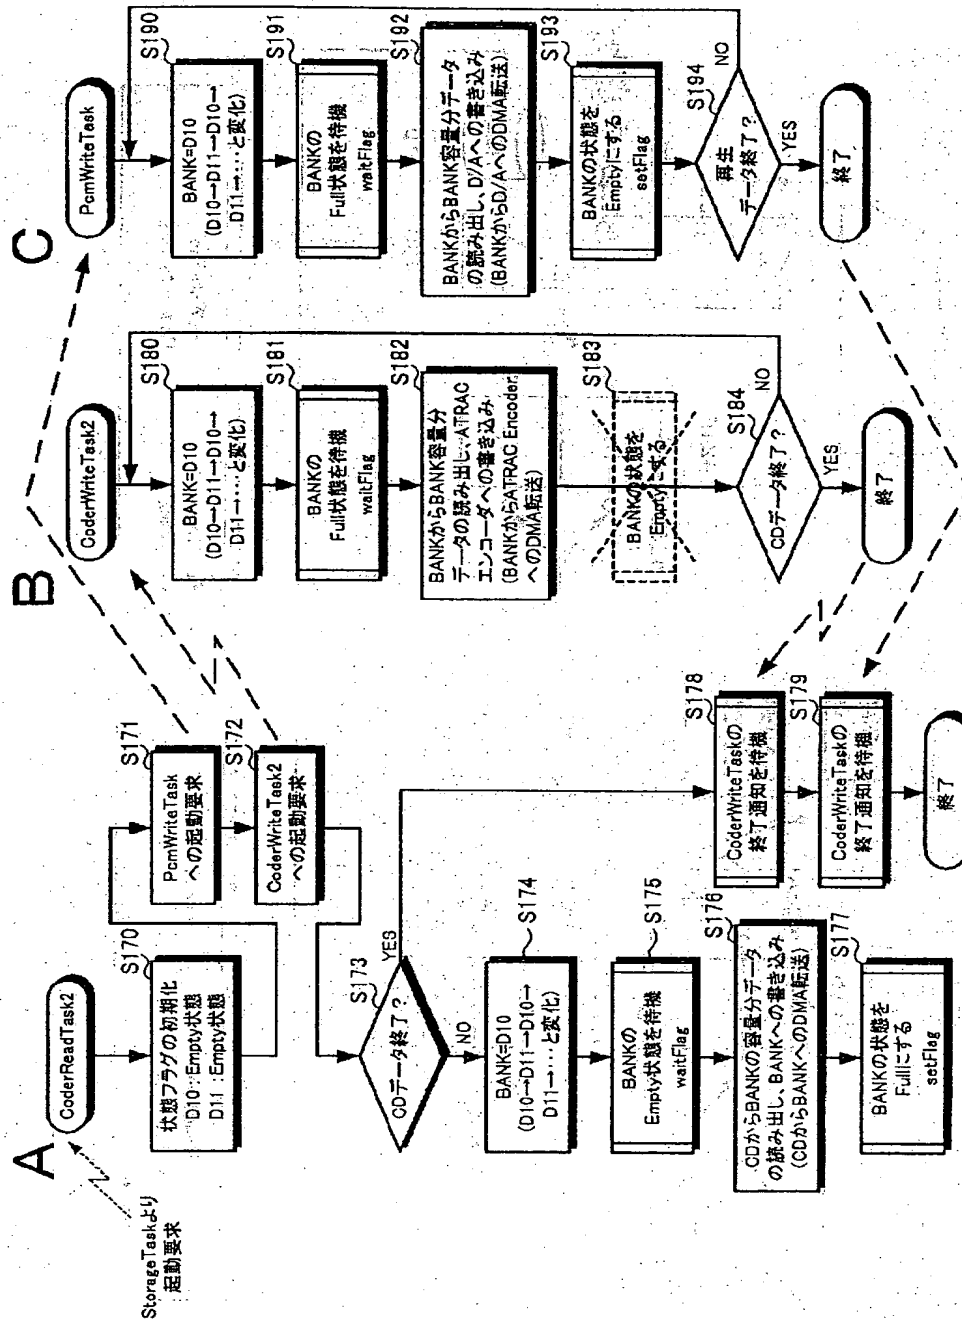 A
StorageTaskより
起動要求
CoderReadTask2
S170
状態フラグの初期化
D10:Empty状態
D11:Empty状態
S171
PcmWriteTask
への起動要求
S172
CoderWriteTask2
への起動要求
S173
CDデータ終了?
YES
NO
S174
BANK=D10
(D10→D11→D10→
D11→・・・と変化)
S175
BANKの
Empty状態を待機
waitFlag
S176
CDからBANKの容量分データ
の読み出し、BANKへの書き込み
(CDからBANKへのDMA転送)
S177
BANKの状態を
Fullにする
setFlag
S178
CoderWriteTaskの
終了通知を待機
S179
CoderWriteTaskの
終了通知を待機
終了
B
CoderWriteTask2
S180
BANK=D10
(D10→D11→D10→
D11→・・・と変化)
S181
BANKの
Full状態を待機
waitFlag
S182
BANKからBANK容量分
データの読み出し、ATRAC
エンコーダへの書き込み
(BANKからATRAC Encoder
へのDMA転送)
S183
BANKの状態を
Emptyにする
S184
CDデータ終了?
NO
YES
終了
C
PcmWriteTask
S190
BANK=D10
(D10→D11→D10→
D11→・・・と変化)
S191
BANKの
Full状態を待機
waitFlag
S192
BANKからBANK容量分データ
の読み出し、D/Aへの書き込み
(BANKからD/AへのDMA転送)
S193
BANKの状態を
Emptyにする
setFlag
S194
再生
データ終了?
NO
YES
終了